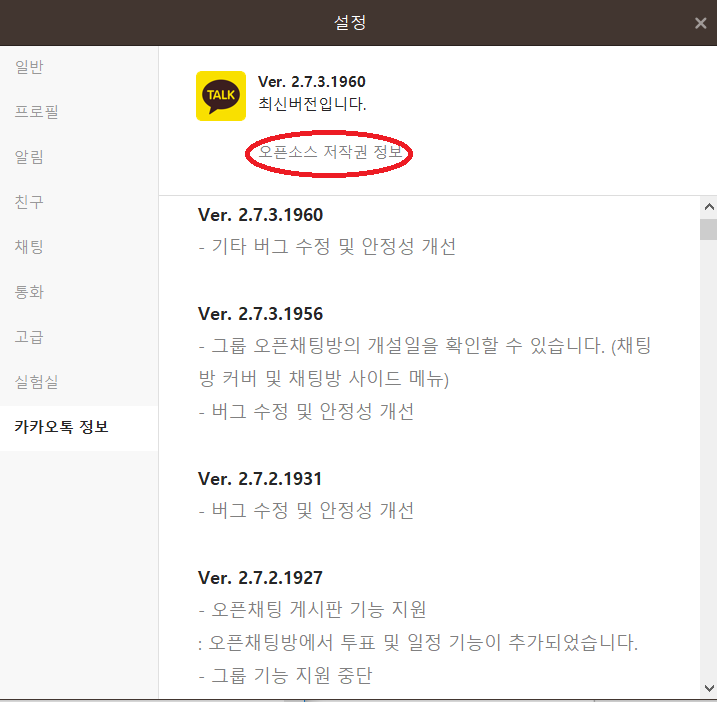 설정
일반
프로필
알림
친구
채팅
통화
고급
실험실
카카오톡 정보
TALK
Ver. 2.7.3.1960
최신버전입니다.
오픈소스 저작권 정보
Ver. 2.7.3.1960
- 기타 버그 수정 및 안정성 개선
Ver. 2.7.3.1956
- 그룹 오픈채팅방의 개설일을 확인할 수 있습니다. (채팅
방 커버 및 채팅방 사이드 메뉴)
- 버그 수정 및 안정성 개선
Ver. 2.7.2.1931
- 버그 수정 및 안정성 개선
Ver. 2.7.2.1927
- 오픈채팅 게시판 기능 지원
: 오픈채팅방에서 투표 및 일정 기능이 추가되었습니다.
- 그룹 기능 지원 중단